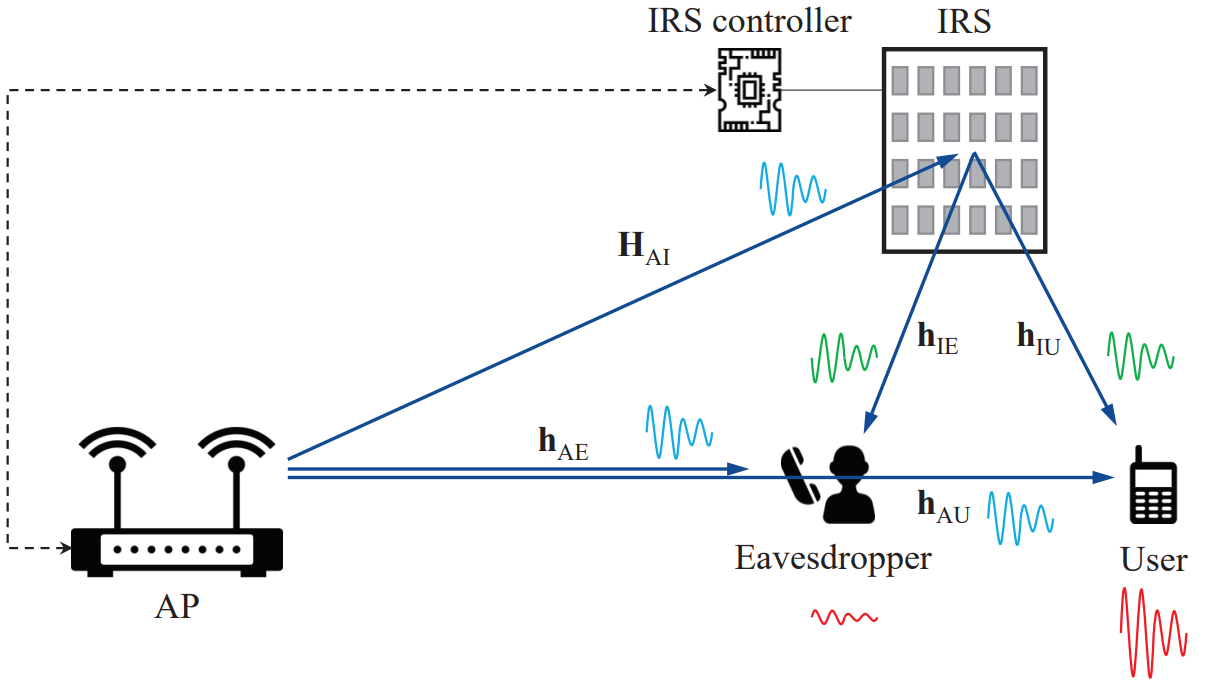 IRS controller
IRS
H_AI
h_IE
h_IU
h_AE
h_AU
Eavesdropper
User
AP